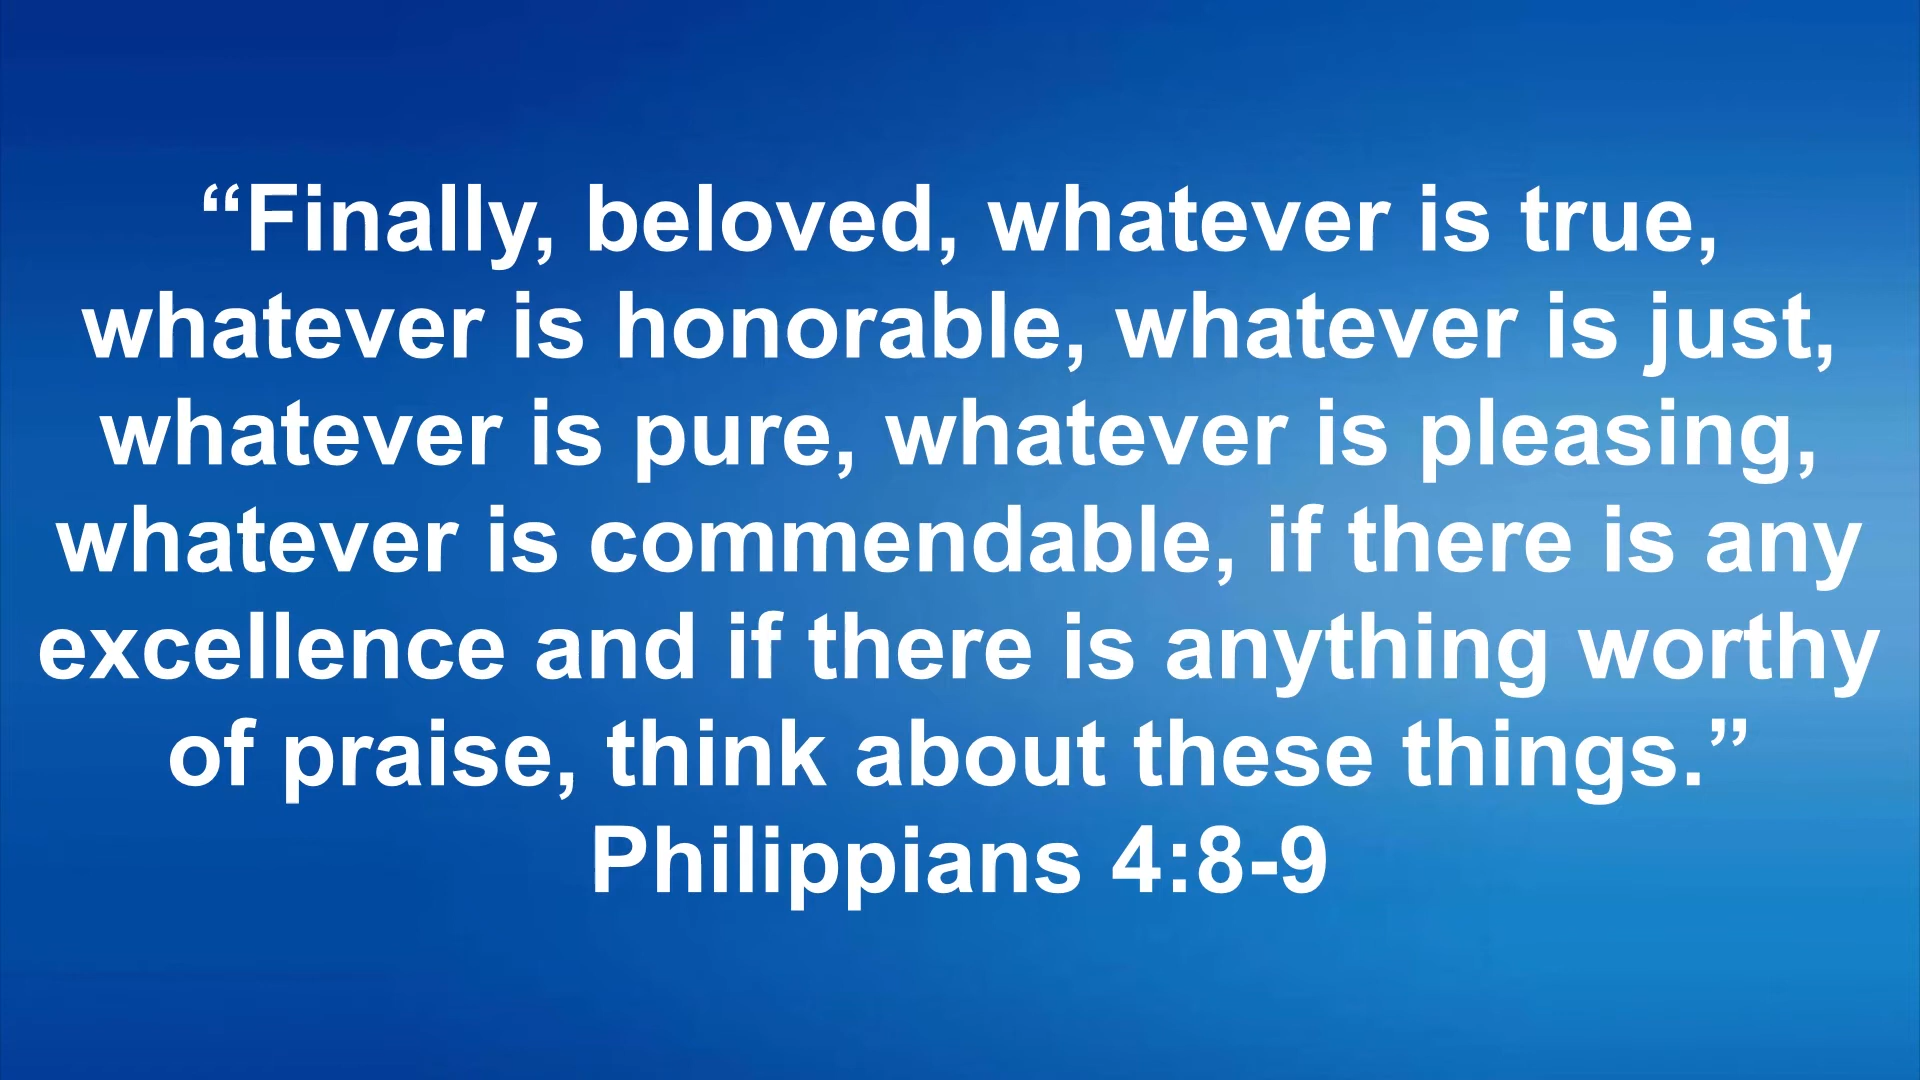 “Finally, beloved, whatever is true,
whatever is honorable, whatever is just,
whatever is pure, whatever is pleasing,
whatever is commendable, if there is any
excellence and if there is anything worthy
of praise, think about these things.”
Philippians 4:8-9